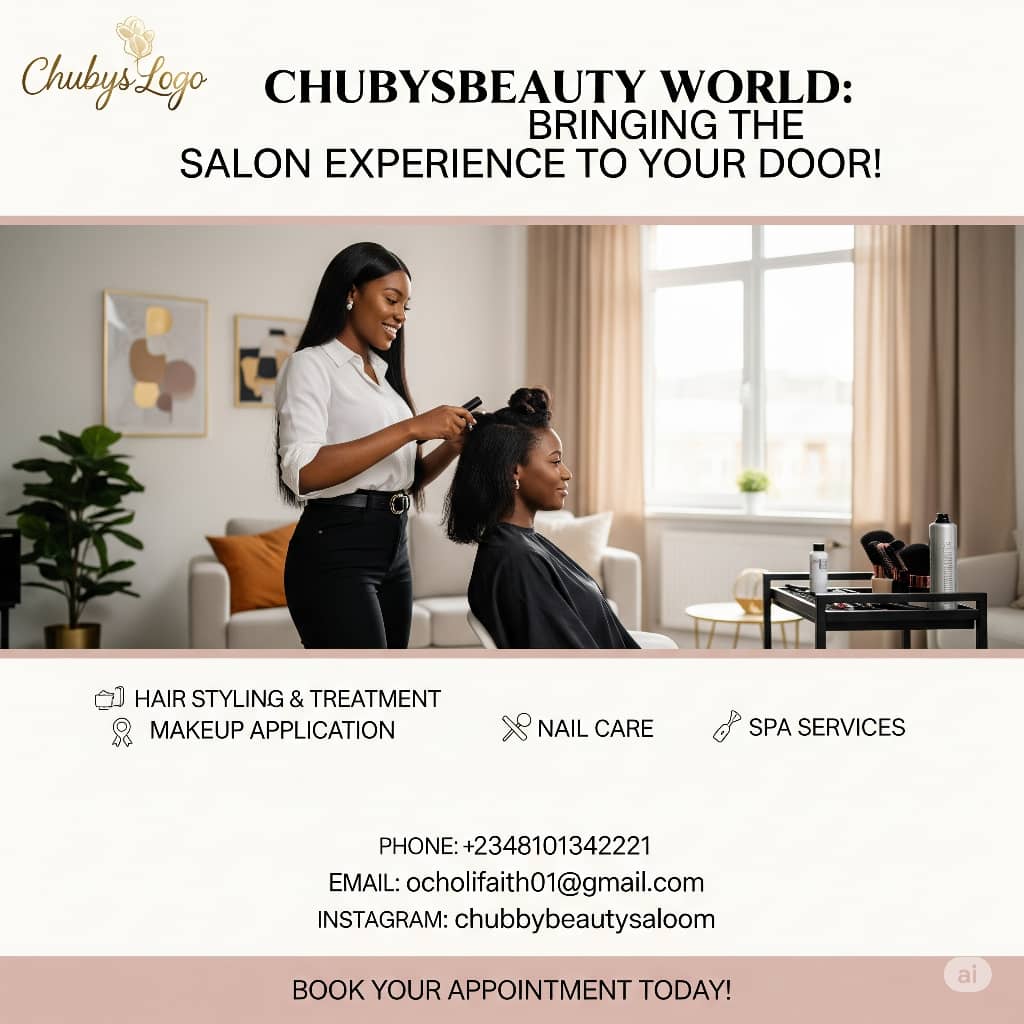 Chubys Logo
CHUBYSBEAUTY WORLD:
BRINGING THE
SALON EXPERIENCE TO YOUR DOOR!
HAIR STYLING & TREATMENT
MAKEUP APPLICATION
NAIL CARE
SPA SERVICES
PHONE: +2348101342221
EMAIL: ocholifaith01@gmail.com
INSTAGRAM: chubbybeautysaloom
BOOK YOUR APPOINTMENT TODAY!
ai